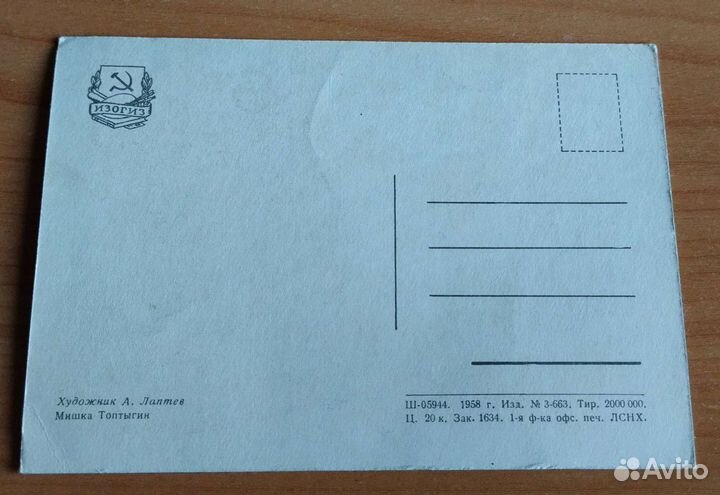 ИЗОГИЗ
Художник А. Лаптев
Мишка Топтыгин
Ш-05944. 1958 г. Изд. № 3-663. Тир. 2000 000.
Ц. 20 к. Зак. 1634. 1-я ф-ка офс. печ. ЛСНХ.
Avito